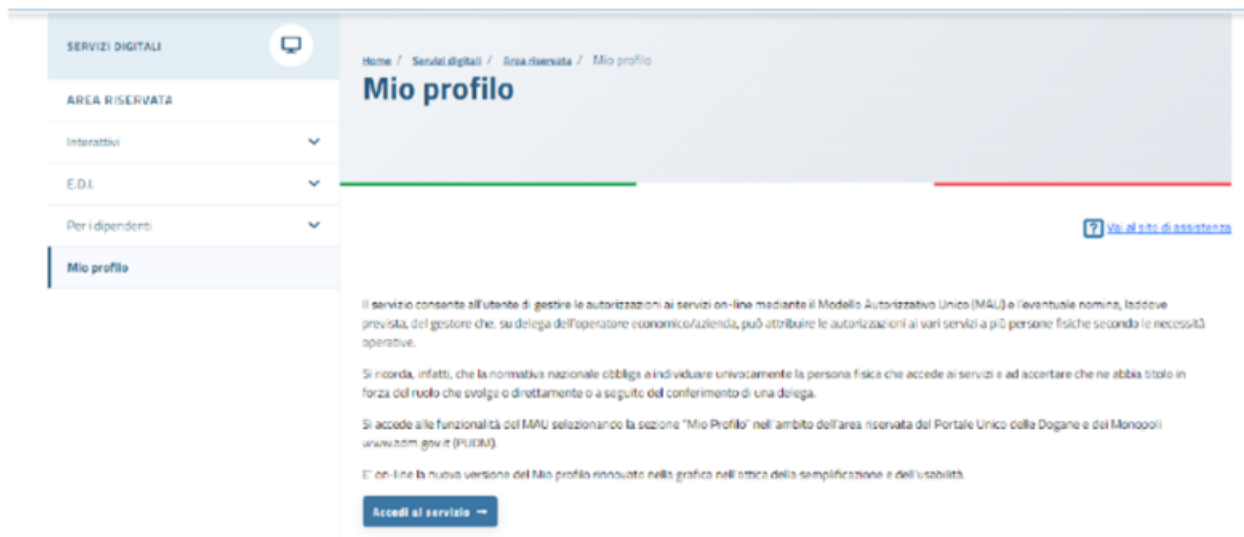 SERVIZI DIGITALI
AREA RISERVATA
Interattivi
E.D.I.
Per i dipendenti
Mio profilo
Home / Servizi digitali / Area riservata / Mio profilo
Mio profilo
? Vai al sito di assistenza
Il servizio consente all'utente di gestire le autorizzazioni ai servizi on-line mediante il Modello Autorizzativo Unico (MAU) e l'eventuale nomina, laddove
prevista, del gestore che, su delega dell'operatore economico/azienda, può attribuire le autorizzazioni ai vari servizi a più persone fisiche secondo le necessità
operative.
Si ricorda, infatti, che la normativa nazionale obbliga a individuare univocamente la persona fisica che accede ai servizi e ad accertare che ne abbia titolo in
forza del ruolo che svolge o direttamente o a seguito del conferimento di una delega.
Si accede alle funzionalità del MAU selezionando la sezione "Mio Profilo" nell'ambito dell'area riservata del Portale Unico delle Dogane e dei Monopoli
www.adm.gov.it (PUDM).
E' on-line la nuova versione del Mio profilo rinnovato nella grafica nell'ottica della semplificazione e dell'usabilità.
Accedi al servizio →